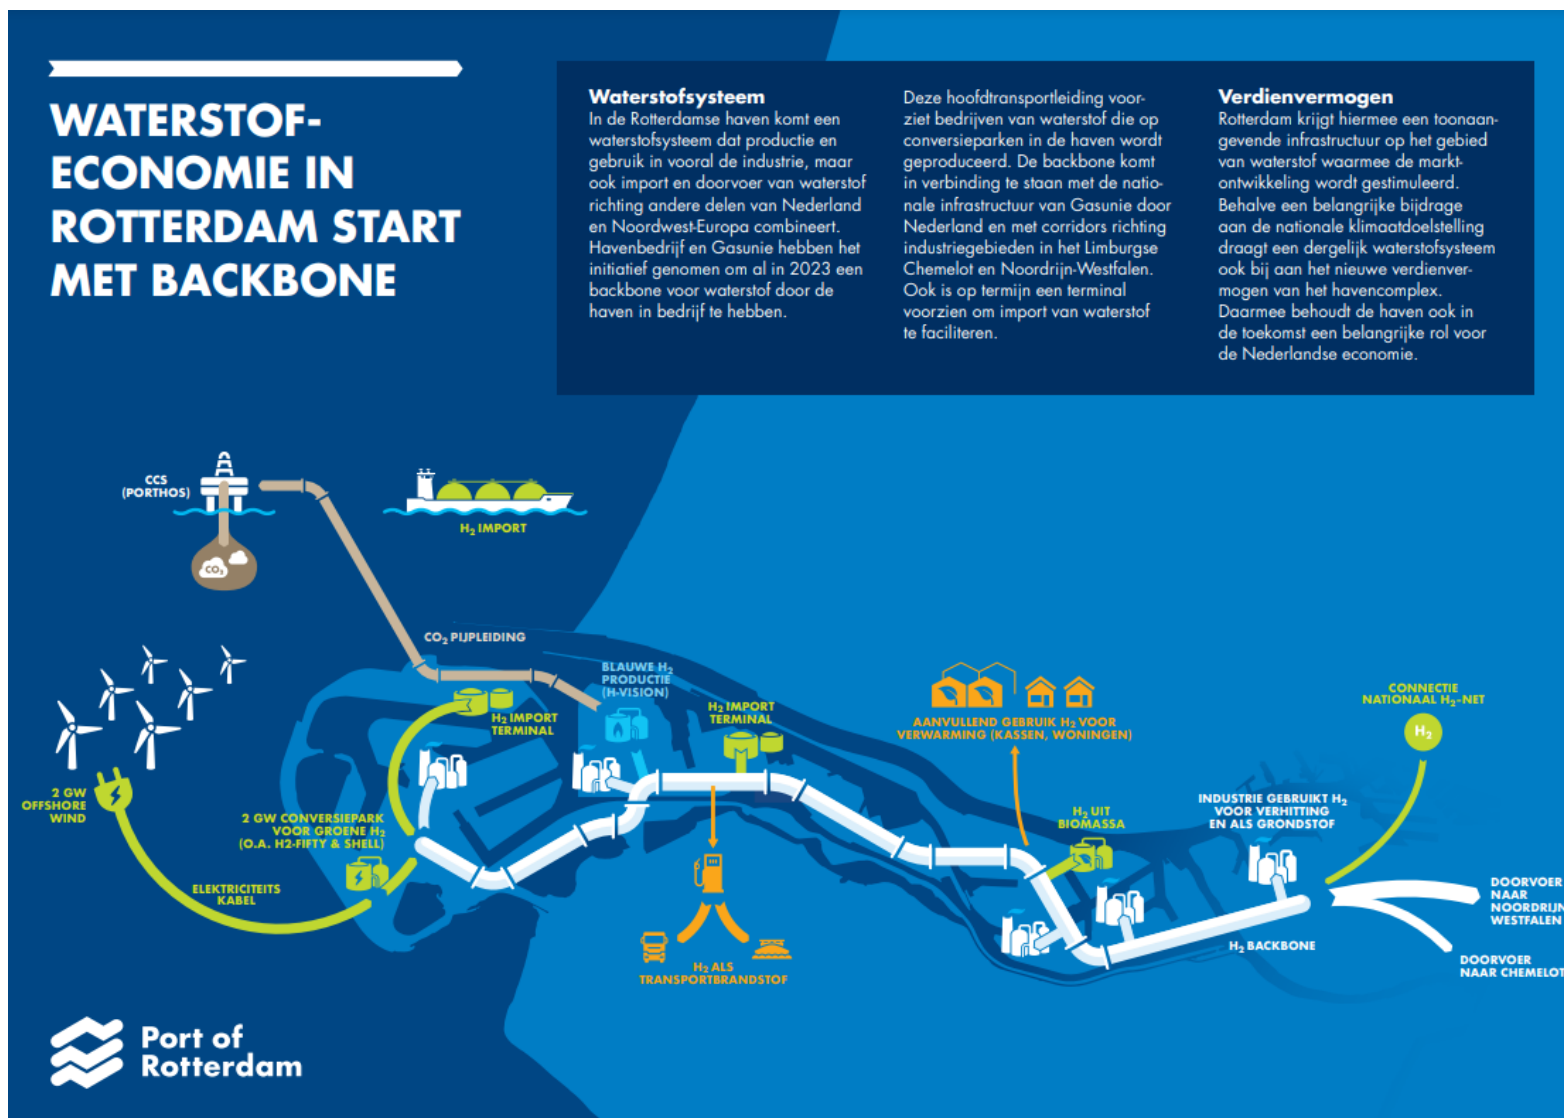 WATERSTOF-
ECONOMIE IN
ROTTERDAM START
MET BACKBONE
Waterstofsysteem
In de Rotterdamse haven komt een
waterstofsysteem dat productie en
gebruik in vooral de industrie, maar
ook import en doorvoer van waterstof
richting andere delen van Nederland
en Noordwest-Europa combineert.
Havenbedrijf en Gasunie hebben het
initiatief genomen om al in 2023 een
backbone voor waterstof door de
haven in bedrijf te hebben.
Deze hoofdtransportleiding voor-
ziet bedrijven van waterstof die op
conversieparken in de haven wordt
geproduceerd. De backbone komt
in verbinding te staan met de natio-
nale infrastructuur van Gasunie door
Nederland en met corridors richting
industriegebieden in het Limburgse
Chemelot en Noordrijn-Westfalen.
Ook is op termijn een terminal
voorzien om import van waterstof
te faciliteren.
Verdienvermogen
Rotterdam krijgt hiermee een toonaan-
gevende infrastructuur op het gebied
van waterstof waarmee de markt-
ontwikkeling wordt gestimuleerd.
Behalve een belangrijke bijdrage
aan de nationale klimaatdoelstelling
draagt een dergelijk waterstofsysteem
ook bij aan het nieuwe verdienver-
mogen van het havencomplex.
Daarmee behoudt de haven ook in
de toekomst een belangrijke rol voor
de Nederlandse economie.
CCS
(PORTHOS)
CO₂
H₂ IMPORT
CO₂ PIJPLEIDING
BLAUWE H₂
PRODUCTIE
(H-VISION)
H₂ IMPORT
TERMINAL
H₂ IMPORT
TERMINAL
AANVULLEND GEBRUIK H₂ VOOR
VERWARMING (KASSEN, WONINGEN)
CONNECTIE
NATIONAAL H₂-NET
H₂
2 GW
OFFSHORE
WIND
2 GW CONVERSIEPARK
VOOR GROENE H₂
(O.A. H2-FIFTY & SHELL)
ELEKTRICITEITS
KABEL
H₂ UIT
BIOMASSA
INDUSTRIE GEBRUIKT H₂
VOOR VERHITTING
EN ALS GRONDSTOF
H₂ ALS
TRANSPORTBRANDSTOF
H₂ BACKBONE
DOORVOER
NAAR
NOORDRIJN
WESTFALEN
DOORVOER
NAAR CHEMELOT
Port of
Rotterdam